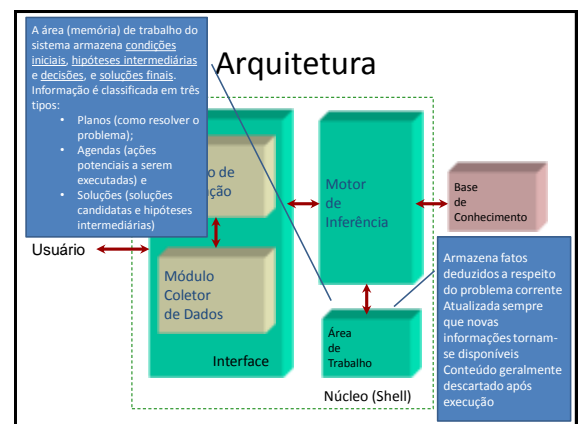 A área (memória) de trabalho do
sistema armazena condições
iniciais, hipóteses intermediárias
e decisões, e soluções finais.
Informação é classificada em três
tipos:
• Planos (como resolver o
problema);
• Agendas (ações
potenciais a serem
executadas) e
• Soluções (soluções
candidatas e hipóteses
intermediárias)
Arquitetura
de
Motor
de
Inferência
Base
de
Conhecimento
Usuário
Módulo
Coletor
de Dados
Interface
Área
de
Trabalho
Núcleo (Shell)
Armazena fatos
deduzidos a respeito
do problema corrente
Atualizada sempre
que novas
informações tornam-
se disponíveis
Conteúdo geralmente
descartado após
execução